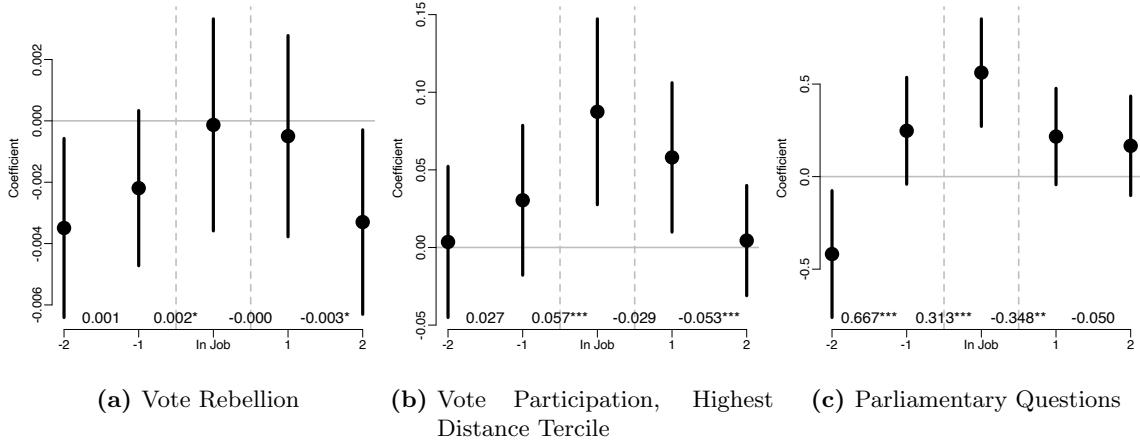 Coefficient
0.002
0.000
-0.002
-0.004
-0.006
0.001 0.002* -0.000 -0.003*
-2 -1 In Job 1 2
(a) Vote Rebellion
Coefficient
0.15
0.10
0.05
0.00
-0.05
0.027 0.057*** -0.029 -0.053***
-2 -1 In Job 1 2
(b) Vote Participation, Highest
Distance Tercile
Coefficient
0.5
0.0
-0.5
0.667*** 0.313*** -0.348** -0.050
-2 -1 In Job 1 2
(c) Parliamentary Questions